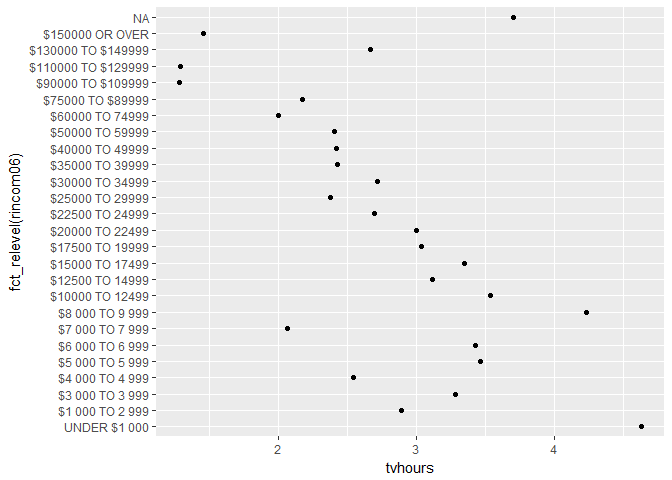 NA
$150000 OR OVER
$130000 TO $149999
$110000 TO $129999
$90000 TO $109999
$75000 TO $89999
$60000 TO 74999
$50000 TO 59999
$40000 TO 49999
$35000 TO 39999
$30000 TO 34999
$25000 TO 29999
$22500 TO 24999
$20000 TO 22499
$17500 TO 19999
$15000 TO 17499
$12500 TO 14999
$10000 TO 12499
$8 000 TO 9 999
$7 000 TO 7 999
$6 000 TO 6 999
$5 000 TO 5 999
$4 000 TO 4 999
$3 000 TO 3 999
$1 000 TO 2 999
UNDER $1 000
fct_relevel(rincom06)
2 3 4
tvhours